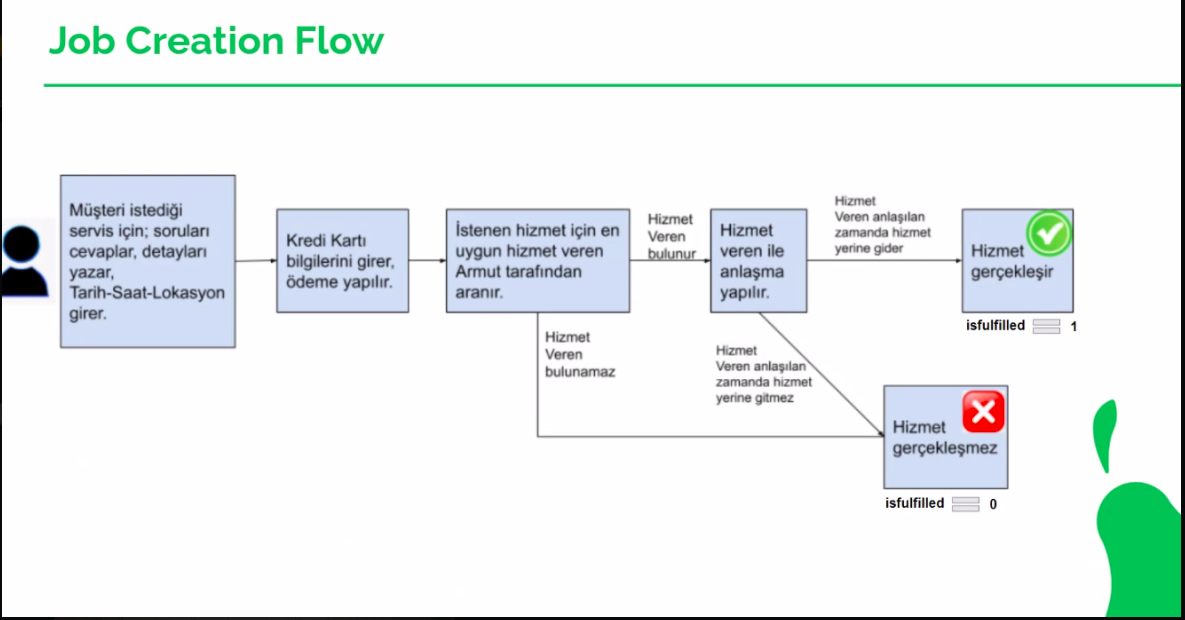 Job Creation Flow
Müşteri istediği
servis için; soruları
cevaplar, detayları
yazar,
Tarih-Saat-Lokasyon
girer.
Kredi Kartı
bilgilerini girer,
ödeme yapılır.
İstenen hizmet için en
uygun hizmet veren
Armut tarafından
aranır.
Hizmet
Veren
bulunur
Hizmet
veren ile
anlaşma
yapılır.
Hizmet
Veren anlaşılan
zamanda hizmet
yerine gider
Hizmet
gerçekleşir
isfulfilled = 1
Hizmet
Veren
bulunamaz
Hizmet
Veren anlaşılan
zamanda hizmet
yerine gitmez
Hizmet
gerçekleşmez
isfulfilled = 0